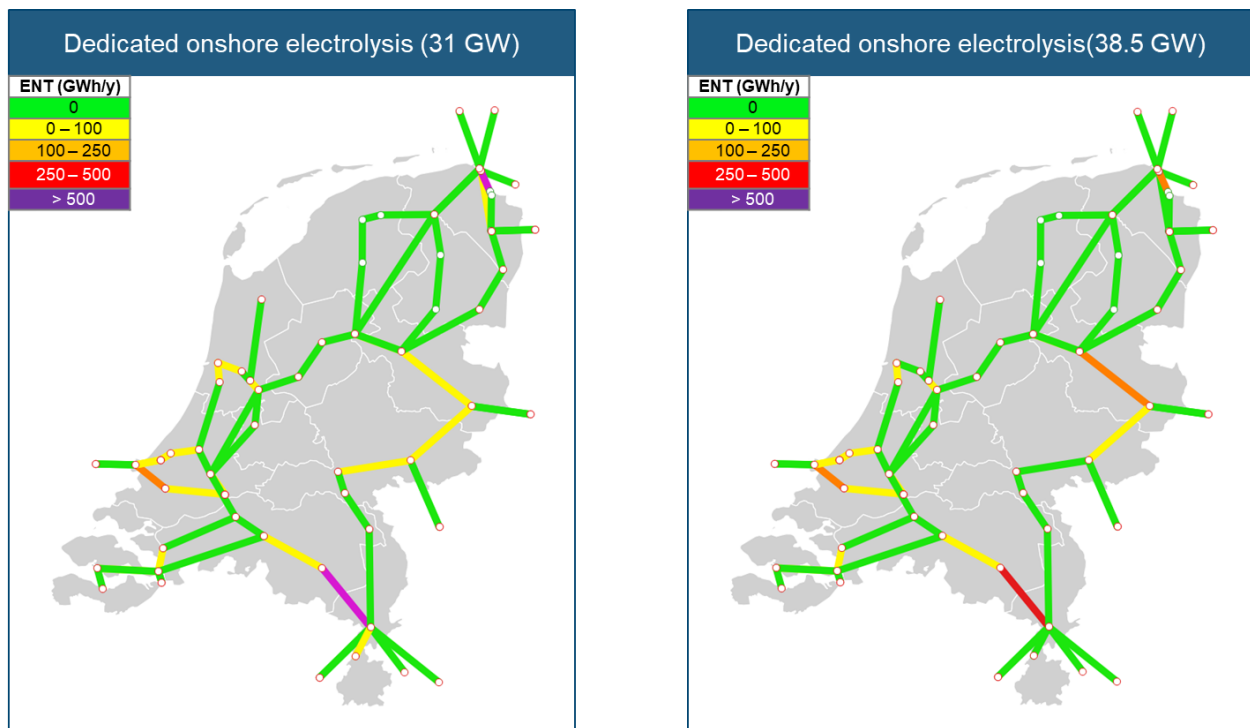 Dedicated onshore electrolysis (31 GW)
ENT (GWh/y)
0
0 – 100
100 – 250
250 – 500
> 500
Dedicated onshore electrolysis(38.5 GW)
ENT (GWh/y)
0
0 – 100
100 – 250
250 – 500
> 500